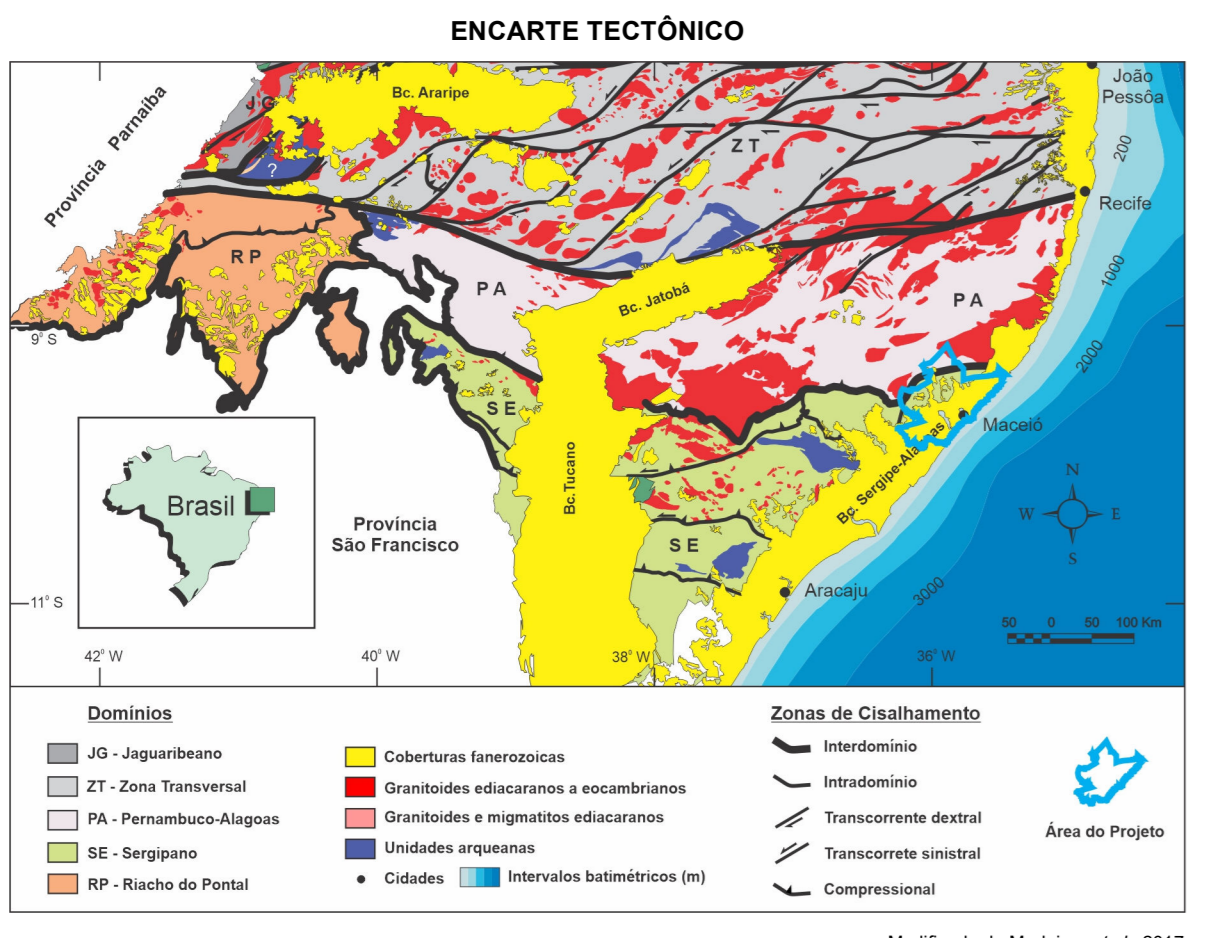 ENCARTE TECTÔNICO
Província Parnaiba
J G
Bc. Araripe
João
Pessôa
200
Z T
?
Recife
R P
1000
P A
Bc. Jatobá
P A
9° S
2000
S E
Maceió
Bc. Sergipe-Alagoas
Bc.Tucano
Brasil
Província
São Francisco
N
W
E
S
S E
Aracaju
3000
11° S
50 0 50 100 Km
42° W
40° W
38° W
36° W
Domínios
JG - Jaguaribeano
ZT - Zona Transversal
PA - Pernambuco-Alagoas
SE - Sergipano
RP - Riacho do Pontal
Coberturas fanerozoicas
Granitoides ediacaranos a eocambrianos
Granitoides e migmatitos ediacaranos
Unidades arqueanas
Cidades
Intervalos batimétricos (m)
Zonas de Cisalhamento
Interdomínio
Intradomínio
Transcorrente dextral
Transcorrete sinistral
Compressional
Área do Projeto